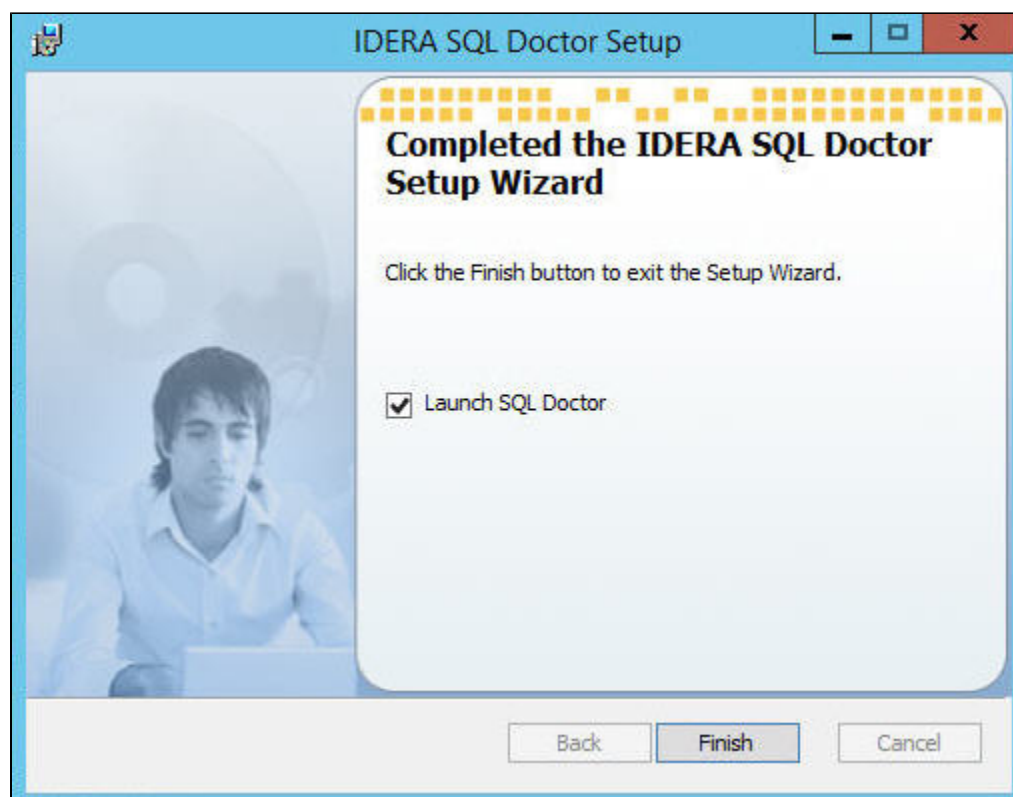 IDERA SQL Doctor Setup
Completed the IDERA SQL Doctor
Setup Wizard
Click the Finish button to exit the Setup Wizard.
Launch SQL Doctor
Back
Finish
Cancel